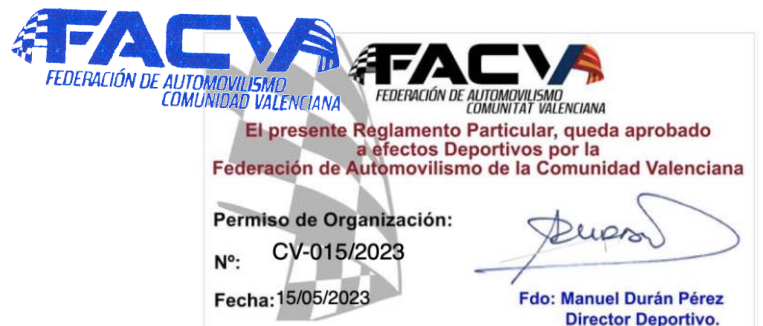 FACVA
FEDERACIÓN DE AUTOMOVILISMO
COMUNIDAD VALENCIANA
FACVA
FEDERACIÓN DE AUTOMOVILISMO
COMUNITAT VALENCIANA
El presente Reglamento Particular, queda aprobado
a efectos Deportivos por la
Federación de Automovilismo de la Comunidad Valenciana
Permiso de Organización:
Nº: CV-015/2023
Fecha: 15/05/2023
Fdo: Manuel Durán Pérez
Director Deportivo.